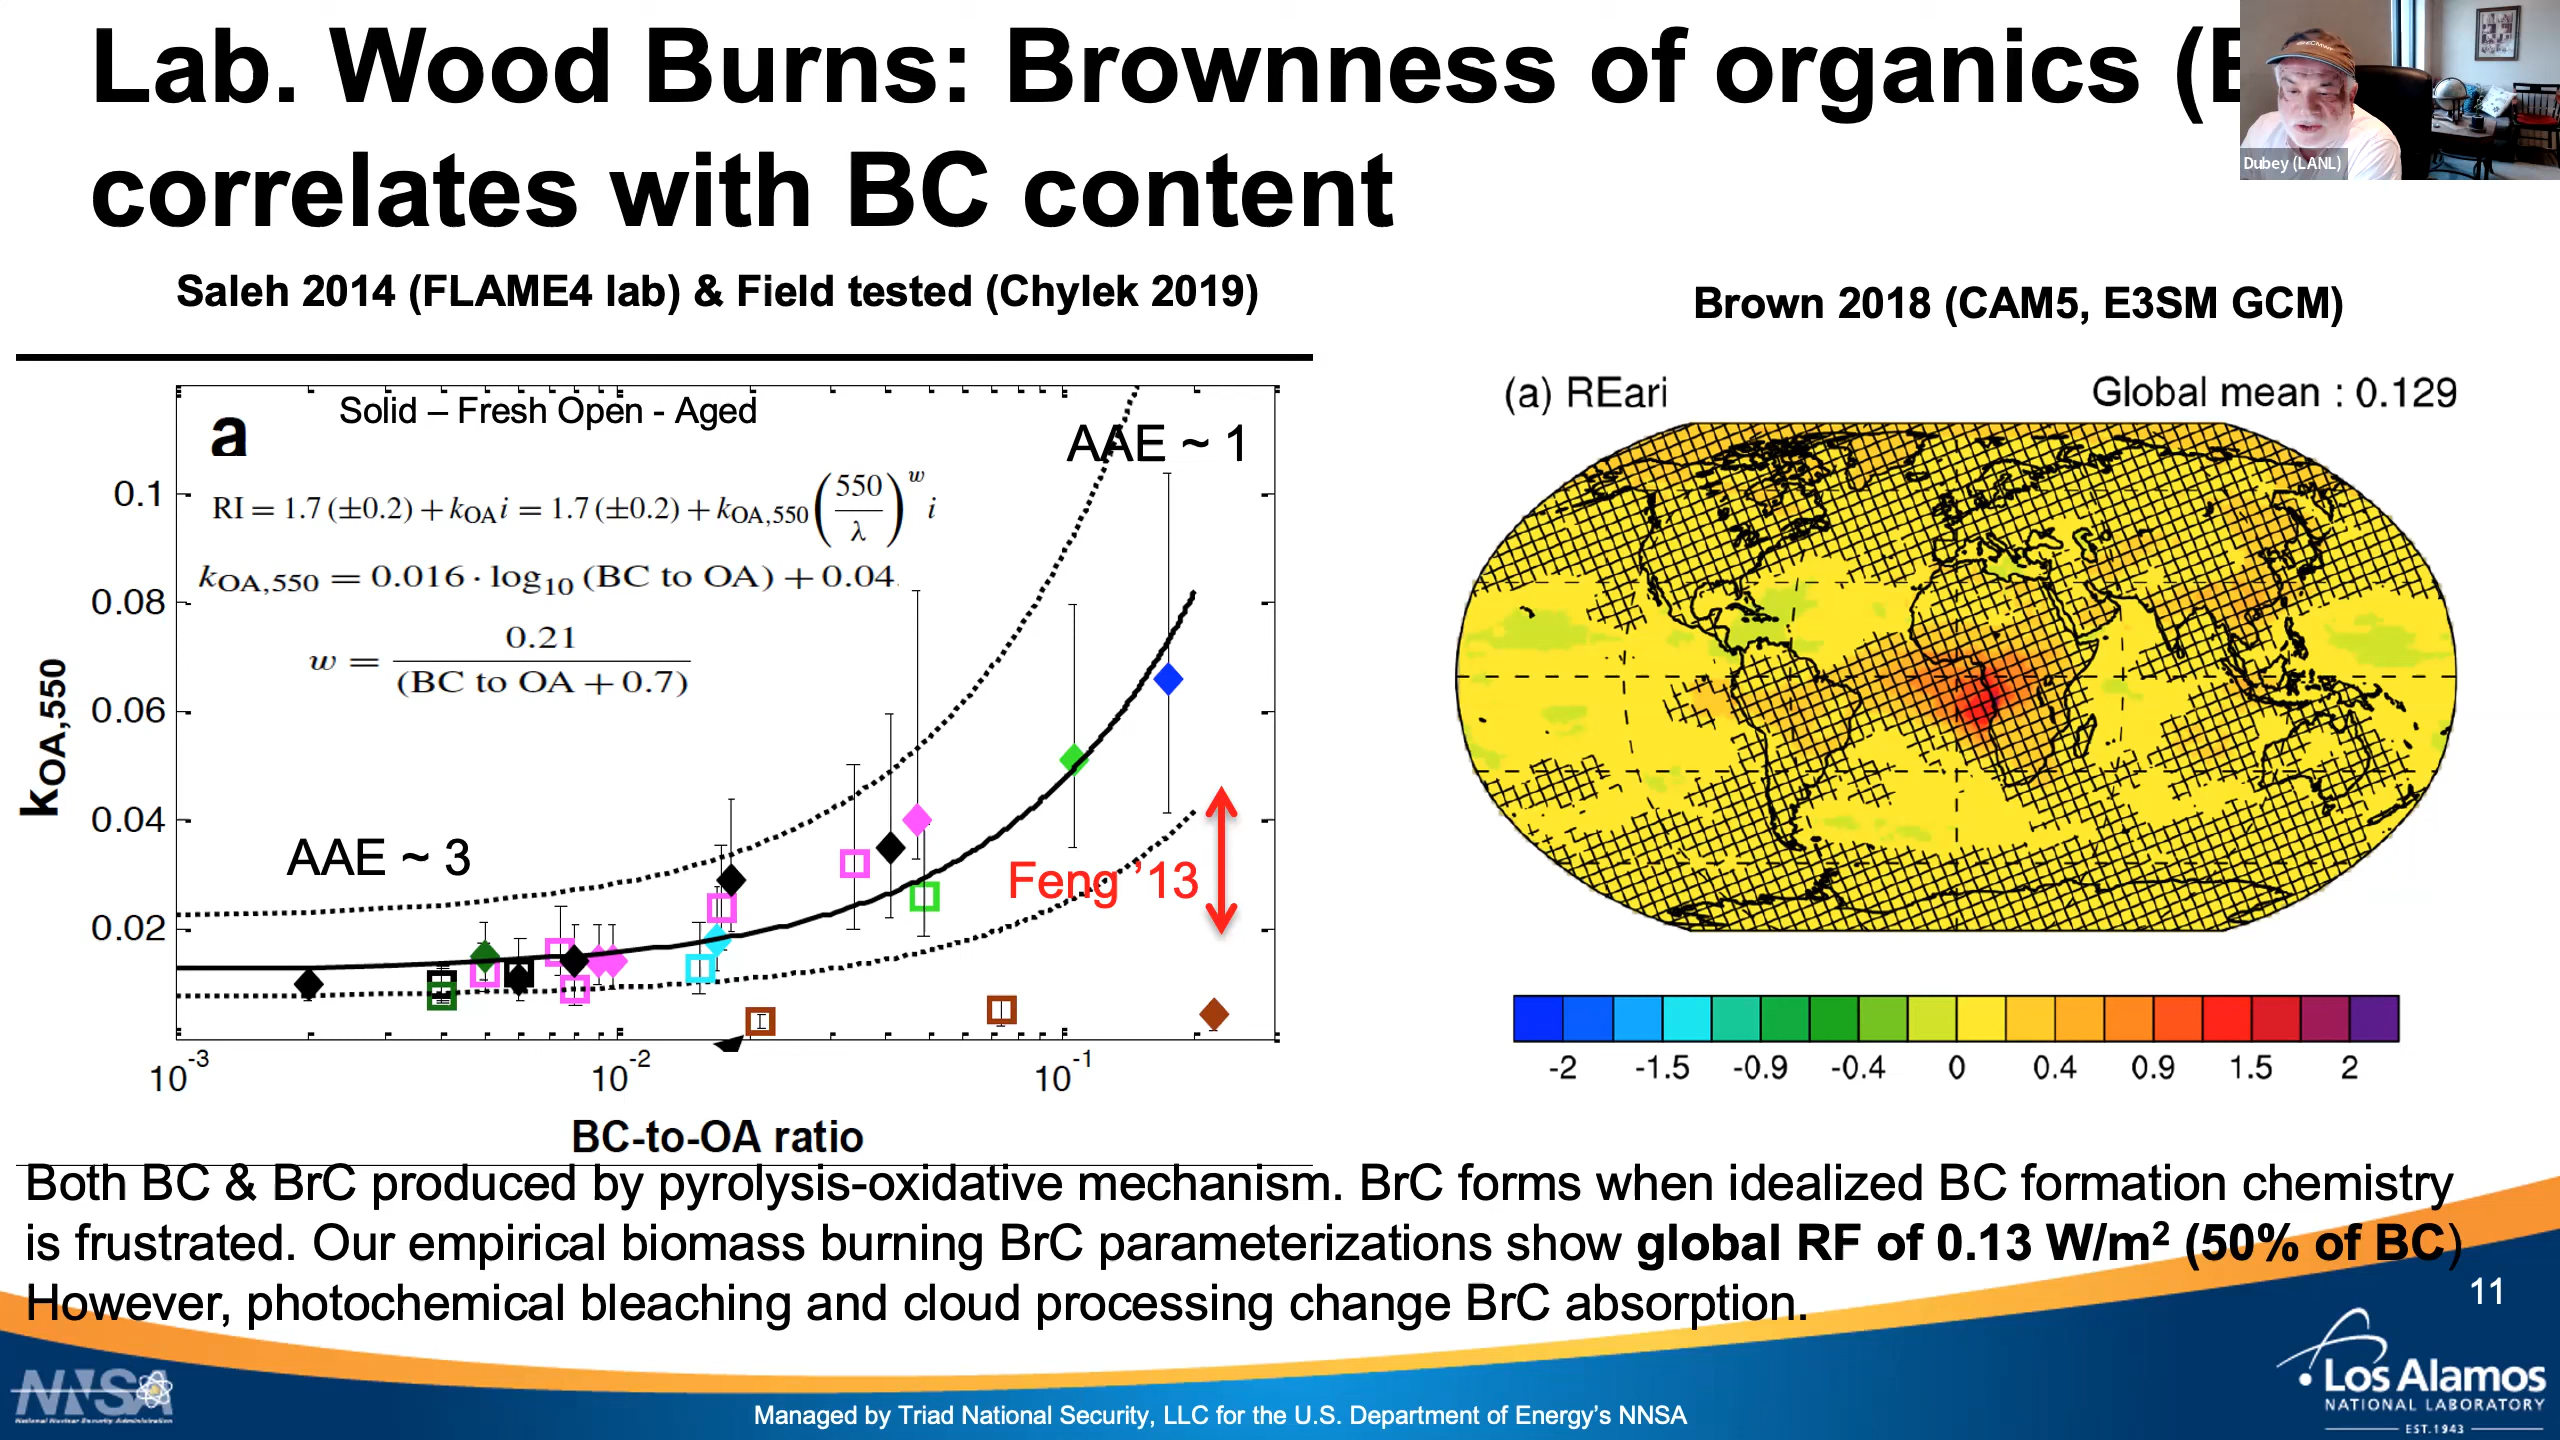 Lab. Wood Burns: Brownness of organics (
correlates with BC content
Dubey (LANL)
Saleh 2014 (FLAME4 lab) & Field tested (Chylek 2019)
Brown 2018 (CAM5, E3SM GCM)
a
Solid – Fresh Open - Aged
AAE ~ 1
RI = 1.7 (±0.2) + kOA i = 1.7 (±0.2) + kOA,550 (550/λ)^w i
kOA,550 = 0.016 · log10 (BC to OA) + 0.04
w = 0.21 / (BC to OA + 0.7)
AAE ~ 3
Feng ’13
kOA,550
0.1
0.08
0.06
0.04
0.02
10^-3
10^-2
10^-1
BC-to-OA ratio
(a) REari
Global mean : 0.129
-2 -1.5 -0.9 -0.4 0 0.4 0.9 1.5 2
Both BC & BrC produced by pyrolysis-oxidative mechanism. BrC forms when idealized BC formation chemistry
is frustrated. Our empirical biomass burning BrC parameterizations show global RF of 0.13 W/m² (50% of BC)
However, photochemical bleaching and cloud processing change BrC absorption.
11
NNSA
National Nuclear Security Administration
Managed by Triad National Security, LLC for the U.S. Department of Energy’s NNSA
Los Alamos
NATIONAL LABORATORY
EST. 1943